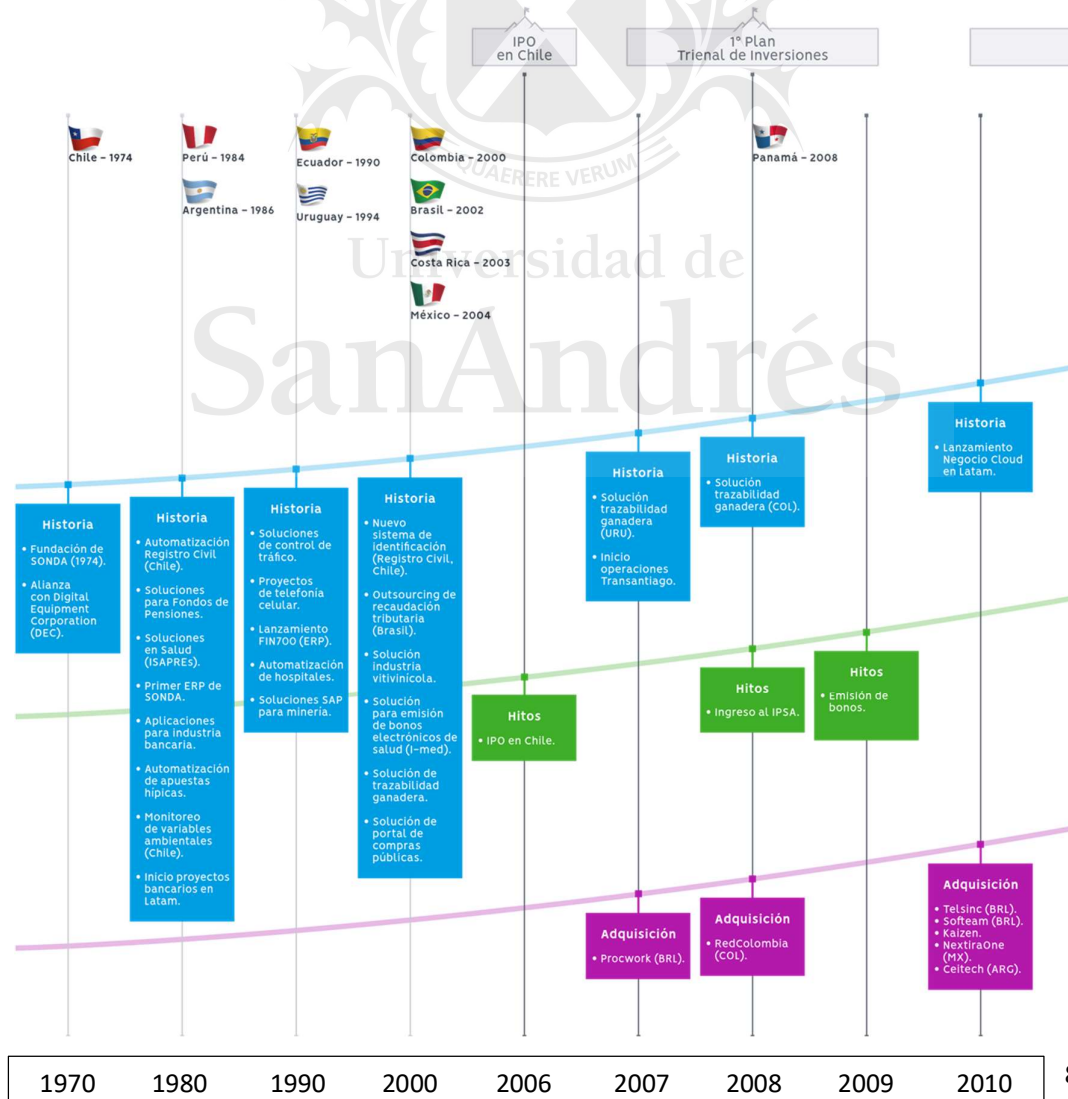 IPO
en Chile
1° Plan
Trienal de Inversiones
Chile – 1974
Perú – 1984
Argentina – 1986
Ecuador – 1990
Uruguay – 1994
Colombia – 2000
Brasil – 2002
Costa Rica – 2003
México – 2004
Panamá – 2008
QUAERERE VERUM
Universidad de
SanAndrés
Historia
• Fundación de
SONDA (1974).
• Alianza
con Digital
Equipment
Corporation
(DEC).
Historia
• Automatización
Registro Civil
(Chile).
• Soluciones
para Fondos de
Pensiones.
• Soluciones
en Salud
(ISAPREs).
• Primer ERP de
SONDA.
• Aplicaciones
para industria
bancaria.
• Automatización
de apuestas
hípicas.
• Monitoreo
de variables
ambientales
(Chile).
• Inicio proyectos
bancarios en
Latam.
Historia
• Soluciones
de control de
tráfico.
• Proyectos
de telefonía
celular.
• Lanzamiento
FIN700 (ERP).
• Automatización
de hospitales.
• Soluciones SAP
para minería.
Historia
• Nuevo
sistema de
identificación
(Registro Civil,
Chile).
• Outsourcing de
recaudación
tributaria
(Brasil).
• Solución
industria
vitivinícola.
• Solución
para emisión
de bonos
electrónicos de
salud (I-med).
• Solución de
trazabilidad
ganadera.
• Solución de
portal de
compras
públicas.
Historia
• Solución
trazabilidad
ganadera
(URU).
• Inicio
operaciones
Transantiago.
Historia
• Solución
trazabilidad
ganadera (COL).
Historia
• Lanzamiento
Negocio Cloud
en Latam.
Hitos
• IPO en Chile.
Hitos
• Ingreso al IPSA.
Hitos
• Emisión de
bonos.
Adquisición
• Procwork (BRL).
Adquisición
• RedColombia
(COL).
Adquisición
• Telsinc (BRL).
• Softeam (BRL).
• Kaizen.
• NextiraOne
(MX).
• Ceitech (ARG).
1970 1980 1990 2000 2006 2007 2008 2009 2010